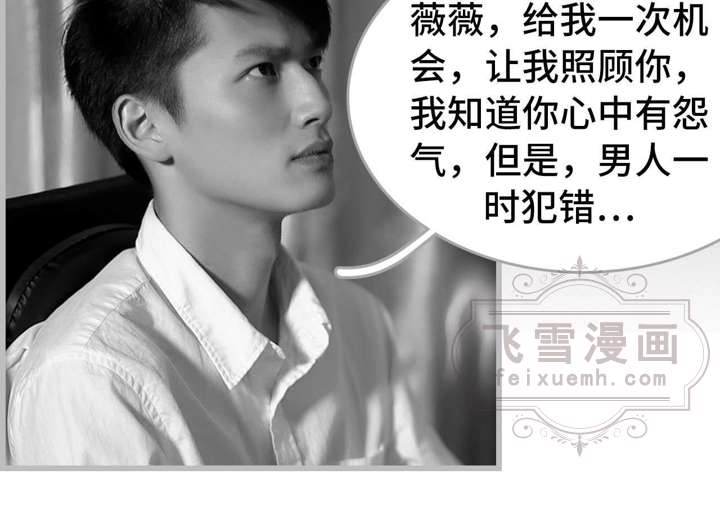 薇薇，给我一次机
会，让我照顾你，
我知道你心中有怨
气，但是，男人一
时犯错...
飞雪漫画
feixuemh.com